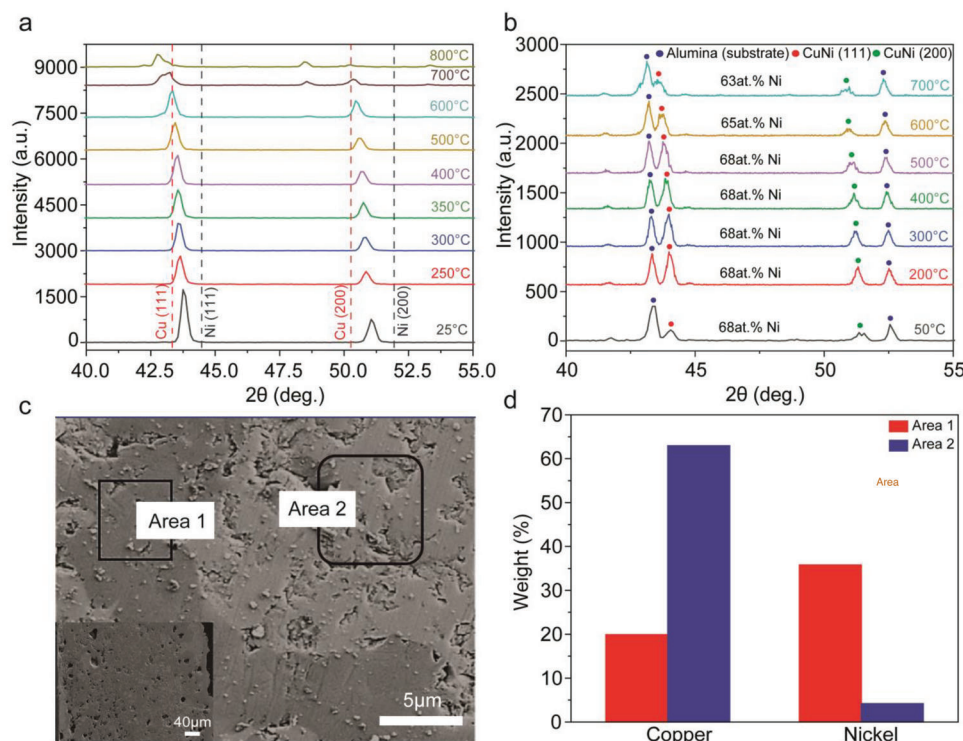 a
Intensity (a.u.)
9000
7500
6000
4500
3000
1500
0
800°C
700°C
600°C
500°C
400°C
350°C
300°C
250°C
25°C
Cu (111)
Ni (111)
Cu (200)
Ni (200)
40.0 42.5 45.0 47.5 50.0 52.5 55.0
2θ (deg.)
b
Intensity (a.u.)
3000
2500
2000
1500
1000
500
0
Alumina (substrate) CuNi (111) CuNi (200)
63at.% Ni 700°C
65at.% Ni 600°C
68at.% Ni 500°C
68at.% Ni 400°C
68at.% Ni 300°C
68at.% Ni 200°C
68at.% Ni 50°C
40 45 50 55
2θ (deg.)
c
Area 1
Area 2
40µm
5µm
d
Weight (%)
70
60
50
40
30
20
10
0
Area 1
Area 2
Area
Copper Nickel